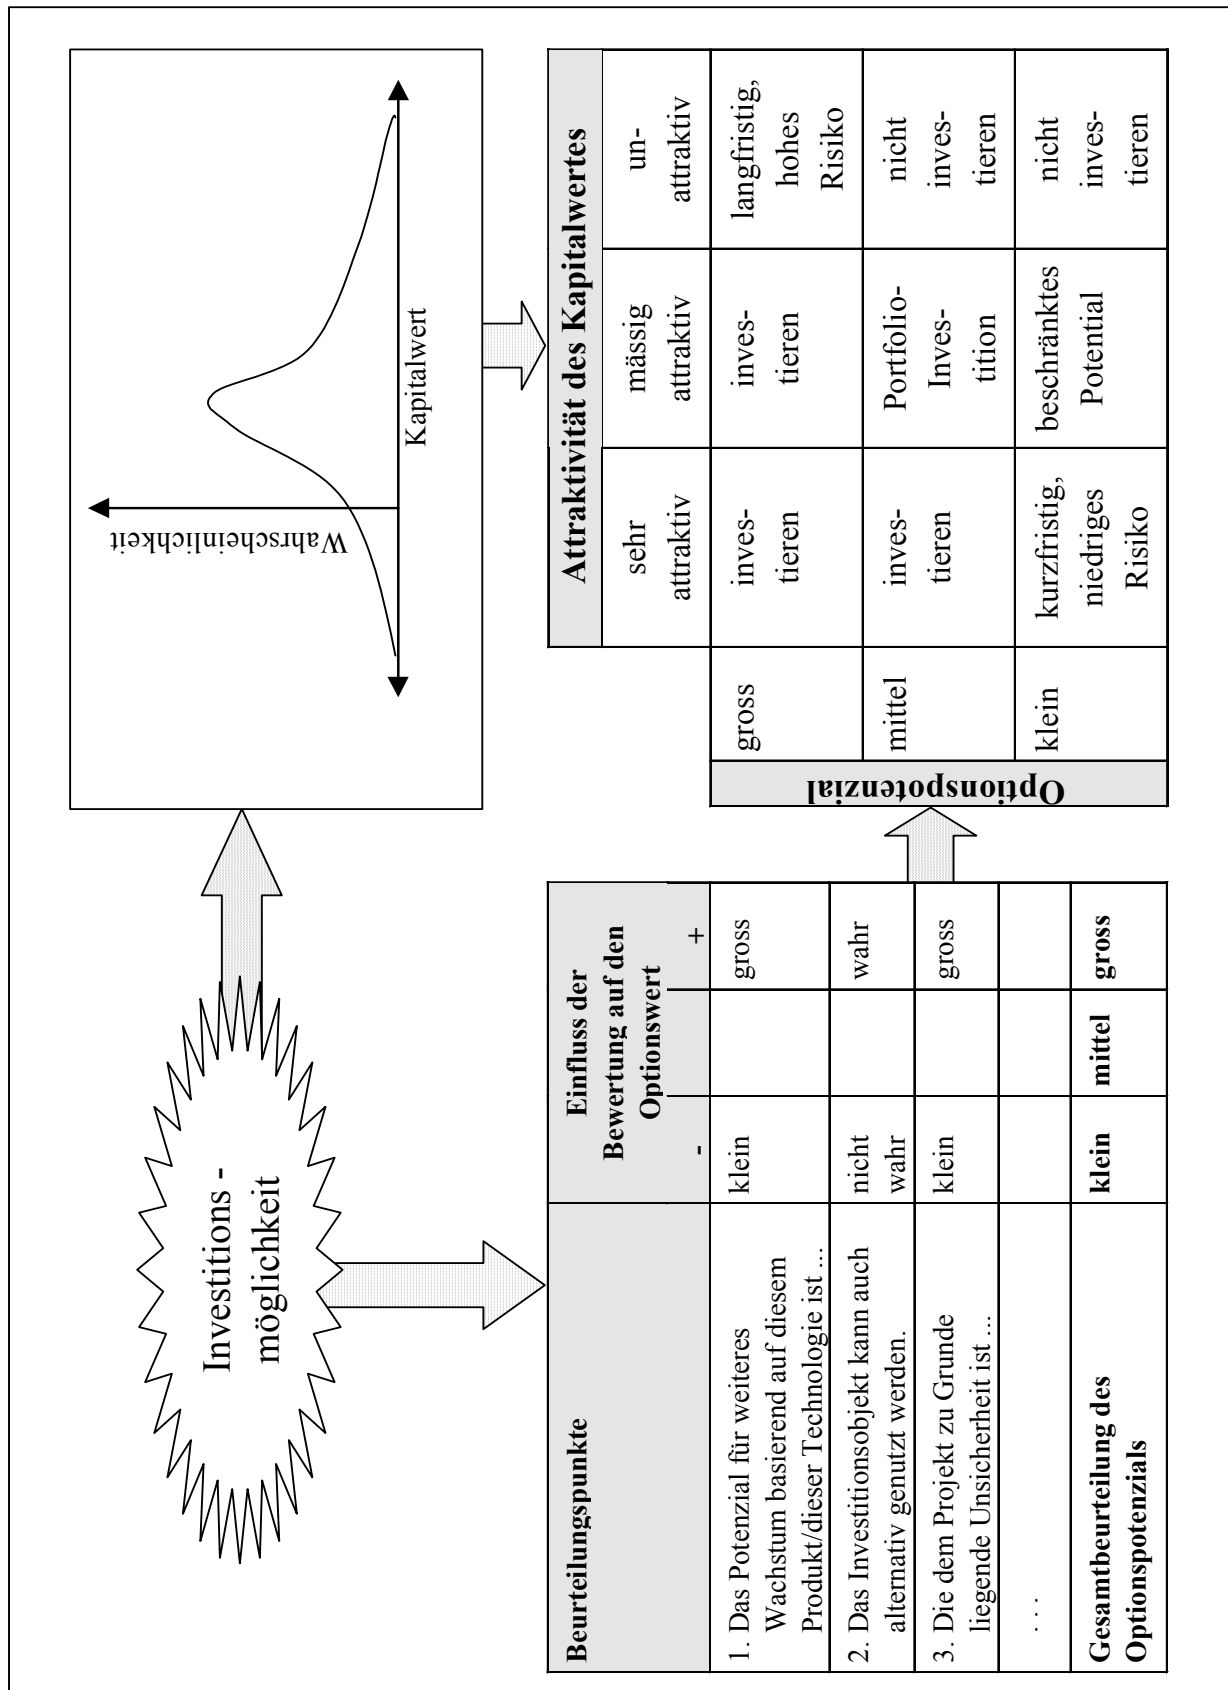 Investitions -
möglichkeit
Wahrscheinlichkeit
Kapitalwert
Beurteilungspunkte
Einfluss der
Bewertung auf den
Optionswert
- +
1. Das Potenzial für weiteres
Wachstum basierend auf diesem
Produkt/dieser Technologie ist ...
klein
gross
2. Das Investitionsobjekt kann auch
alternativ genutzt werden.
nicht
wahr
wahr
3. Die dem Projekt zu Grunde
liegende Unsicherheit ist ...
klein
gross
. . .
Gesamtbeurteilung des
Optionspotenzials
klein
mittel
gross
Attraktivität des Kapitalwertes
sehr
attraktiv
mässig
attraktiv
un-
attraktiv
Optionspotenzial
gross
inves-
tieren
inves-
tieren
langfristig,
hohes
Risiko
mittel
inves-
tieren
Portfolio-
Inves-
tition
nicht
inves-
tieren
klein
kurzfristig,
niedriges
Risiko
beschränktes
Potential
nicht
inves-
tieren